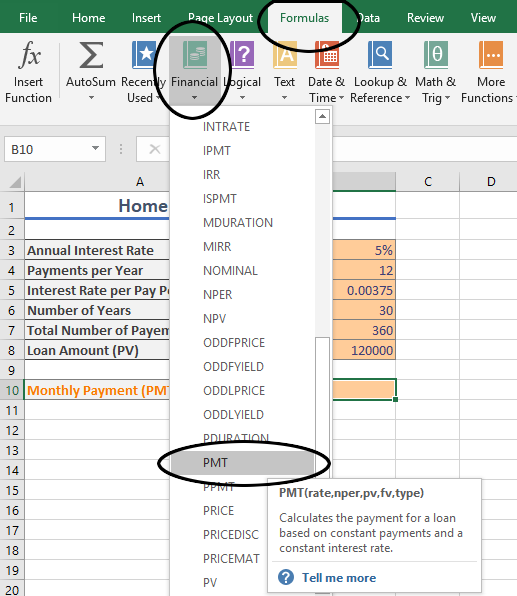 File Home Insert Page Layout Formulas Data Review View
fx
Insert Function AutoSum Recently Used Financial Logical Text Date & Time Lookup & Reference Math & Trig More Functions
B10
INTRATE
IPMT
IRR
ISPMT
MDURATION
MIRR
NOMINAL
NPER
NPV
ODDFPRICE
ODDFYIELD
ODDLPRICE
ODDLYIELD
PDURATION
PMT
PPMT
PRICE
PRICEDISC
PRICEMAT
PV
A C D
1 Home
2
3 Annual Interest Rate 5%
4 Payments per Year 12
5 Interest Rate per Pay P 0.00375
6 Number of Years 30
7 Total Number of Payem 360
8 Loan Amount (PV) 120000
9
10 Monthly Payment (PMT
11
12
13
14
15
16
17
18
19
20
PMT(rate,nper,pv,fv,type)
Calculates the payment for a loan
based on constant payments and a
constant interest rate.
? Tell me more